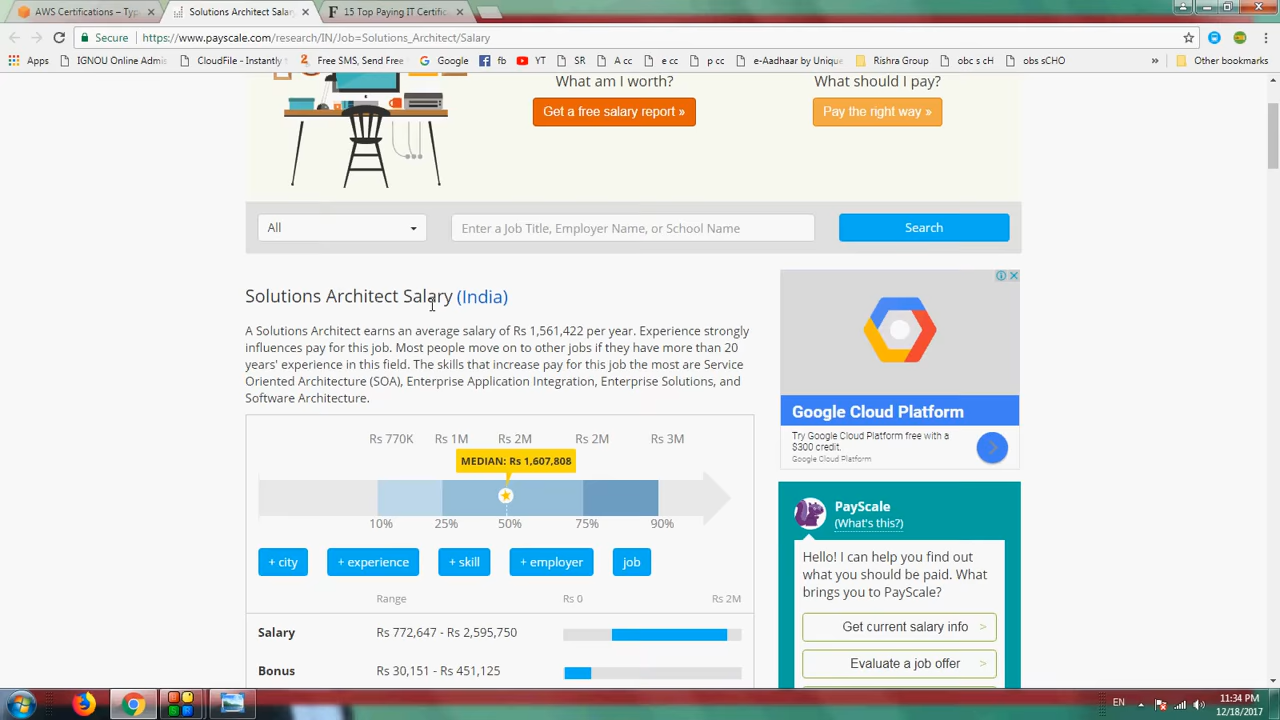 AWS Certifications – Typ
Solutions Architect Salar
15 Top Paying IT Certific
Secure
https://www.payscale.com/research/IN/Job=Solutions_Architect/Salary
Apps
IGNOU Online Admis
CloudFile - Instantly
Free SMS, Send Free
Google
fb
YT
SR
A
e cc
p cc
e-Aadhaar by Unique
Rishra Group
obc s cH
obs sCHO
»
Other bookmarks
What am I worth?
What should I pay?
Get a free salary report »
Pay the right way »
All
Enter a Job Title, Employer Name, or School Name
Search
Solutions Architect Salary (India)
A Solutions Architect earns an average salary of Rs 1,561,422 per year. Experience strongly
influences pay for this job. Most people move on to other jobs if they have more than 20
years' experience in this field. The skills that increase pay for this job the most are Service
Oriented Architecture (SOA), Enterprise Application Integration, Enterprise Solutions, and
Software Architecture.
Rs 770K Rs 1M Rs 2M Rs 2M Rs 3M
MEDIAN: Rs 1,607,808
10% 25% 50% 75% 90%
+ city
+ experience
+ skill
+ employer
job
Range Rs 0 Rs 2M
Salary Rs 772,647 - Rs 2,595,750
Bonus Rs 30,151 - Rs 451,125
Google Cloud Platform
Try Google Cloud Platform free with a
$300 credit.
Google Cloud Platform
PayScale
(What's this?)
Hello! I can help you find out
what you should be paid. What
brings you to PayScale?
Get current salary info >
Evaluate a job offer >
EN
11:34 PM
12/18/2017